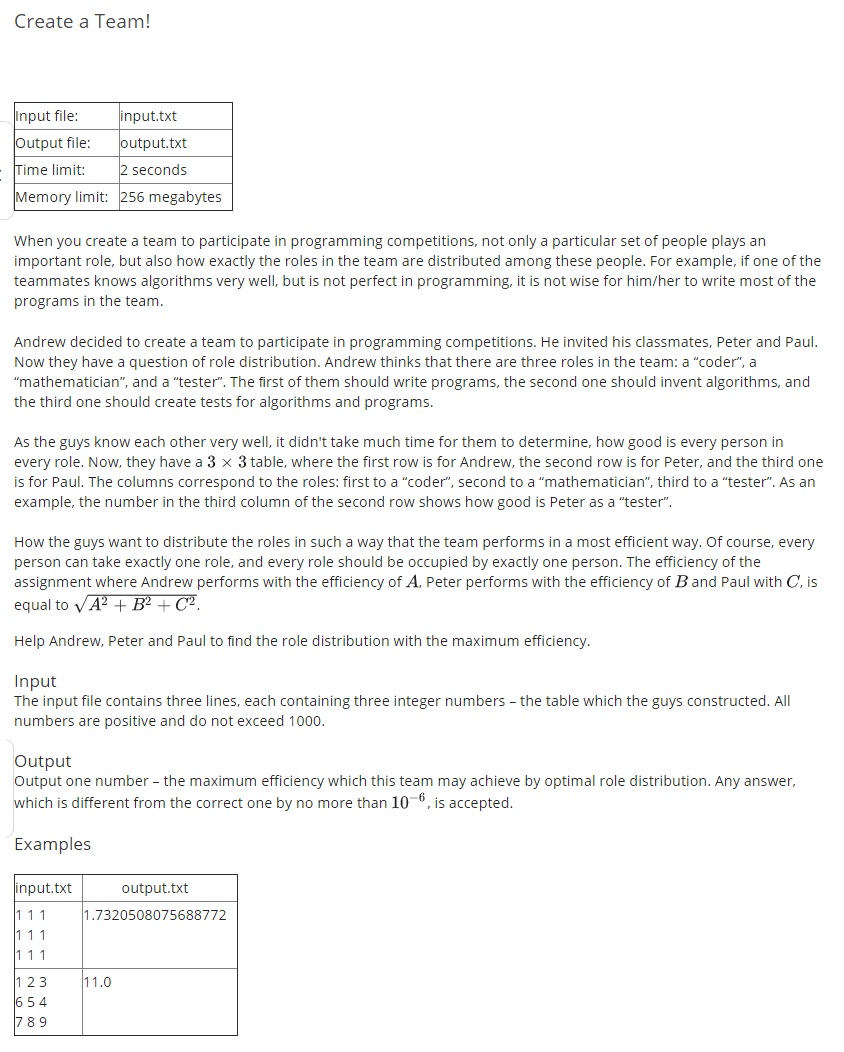 Create a Team!
Input file: input.txt
Output file: output.txt
Time limit: 2 seconds
Memory limit: 256 megabytes
When you create a team to participate in programming competitions, not only a particular set of people plays an
important role, but also how exactly the roles in the team are distributed among these people. For example, if one of the
teammates knows algorithms very well, but is not perfect in programming, it is not wise for him/her to write most of the
programs in the team.
Andrew decided to create a team to participate in programming competitions. He invited his classmates, Peter and Paul.
Now they have a question of role distribution. Andrew thinks that there are three roles in the team: a “coder”, a
“mathematician”, and a “tester”. The first of them should write programs, the second one should invent algorithms, and
the third one should create tests for algorithms and programs.
As the guys know each other very well, it didn't take much time for them to determine, how good is every person in
every role. Now, they have a 3 × 3 table, where the first row is for Andrew, the second row is for Peter, and the third one
is for Paul. The columns correspond to the roles: first to a “coder”, second to a “mathematician”, third to a “tester”. As an
example, the number in the third column of the second row shows how good is Peter as a “tester”.
How the guys want to distribute the roles in such a way that the team performs in a most efficient way. Of course, every
person can take exactly one role, and every role should be occupied by exactly one person. The efficiency of the
assignment where Andrew performs with the efficiency of A, Peter performs with the efficiency of B and Paul with C, is
equal to √A² + B² + C².
Help Andrew, Peter and Paul to find the role distribution with the maximum efficiency.
Input
The input file contains three lines, each containing three integer numbers – the table which the guys constructed. All
numbers are positive and do not exceed 1000.
Output
Output one number – the maximum efficiency which this team may achieve by optimal role distribution. Any answer,
which is different from the correct one by no more than 10⁻⁶, is accepted.
Examples
input.txt output.txt
1 1 1 1.7320508075688772
1 1 1
1 1 1
1 2 3 11.0
6 5 4
7 8 9